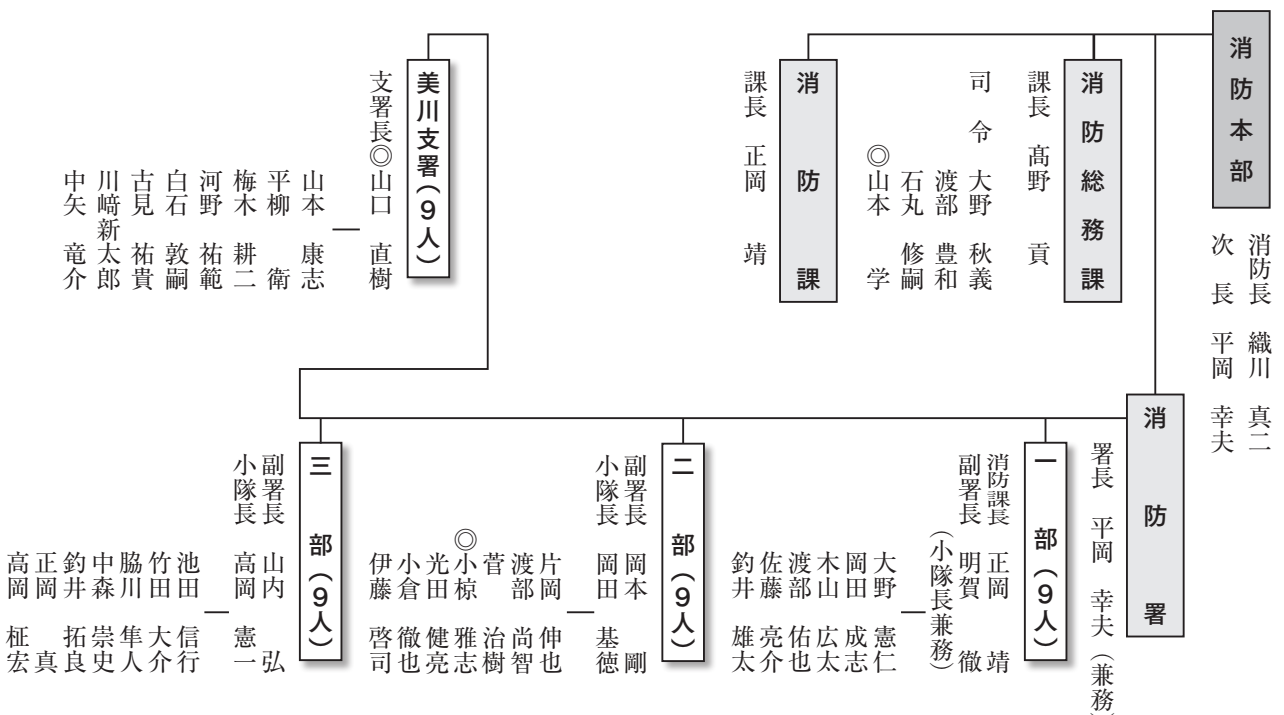 消防本部
消防長 織川 真二
次長 平岡 幸夫
消防総務課
課長 髙野 貢
司令 大野 秋義
渡部 豊和
石丸 修嗣
◎山本 学
消防課
課長 正岡 靖
消防署
署長 平岡 幸夫(兼務)
一部(9人)
消防課長 正岡 靖
副署長 明賀 徹
(小隊長兼務)
大野 憲仁
岡田 成志
木山 広太
渡部 佑也
佐藤 亮介
釣井 雄太
二部(9人)
副署長 岡本 剛
小隊長 岡田 基徳
片岡 伸也
渡部 尚智
菅 治樹
◎小椋 雅志
光田 健亮
小倉 徹也
伊藤 啓司
三部(9人)
副署長 山内 弘
小隊長 高岡 憲一
池田 信行
竹田 大介
脇川 隼人
中森 崇史
釣井 拓良
正岡 真
高岡 柾宏
美川支署(9人)
支署長◎山口 直樹
山本 康志
平柳 衛
梅木 耕二
河野 祐範
白石 敦嗣
古見 祐貴
川﨑新太郎
中矢 竜介